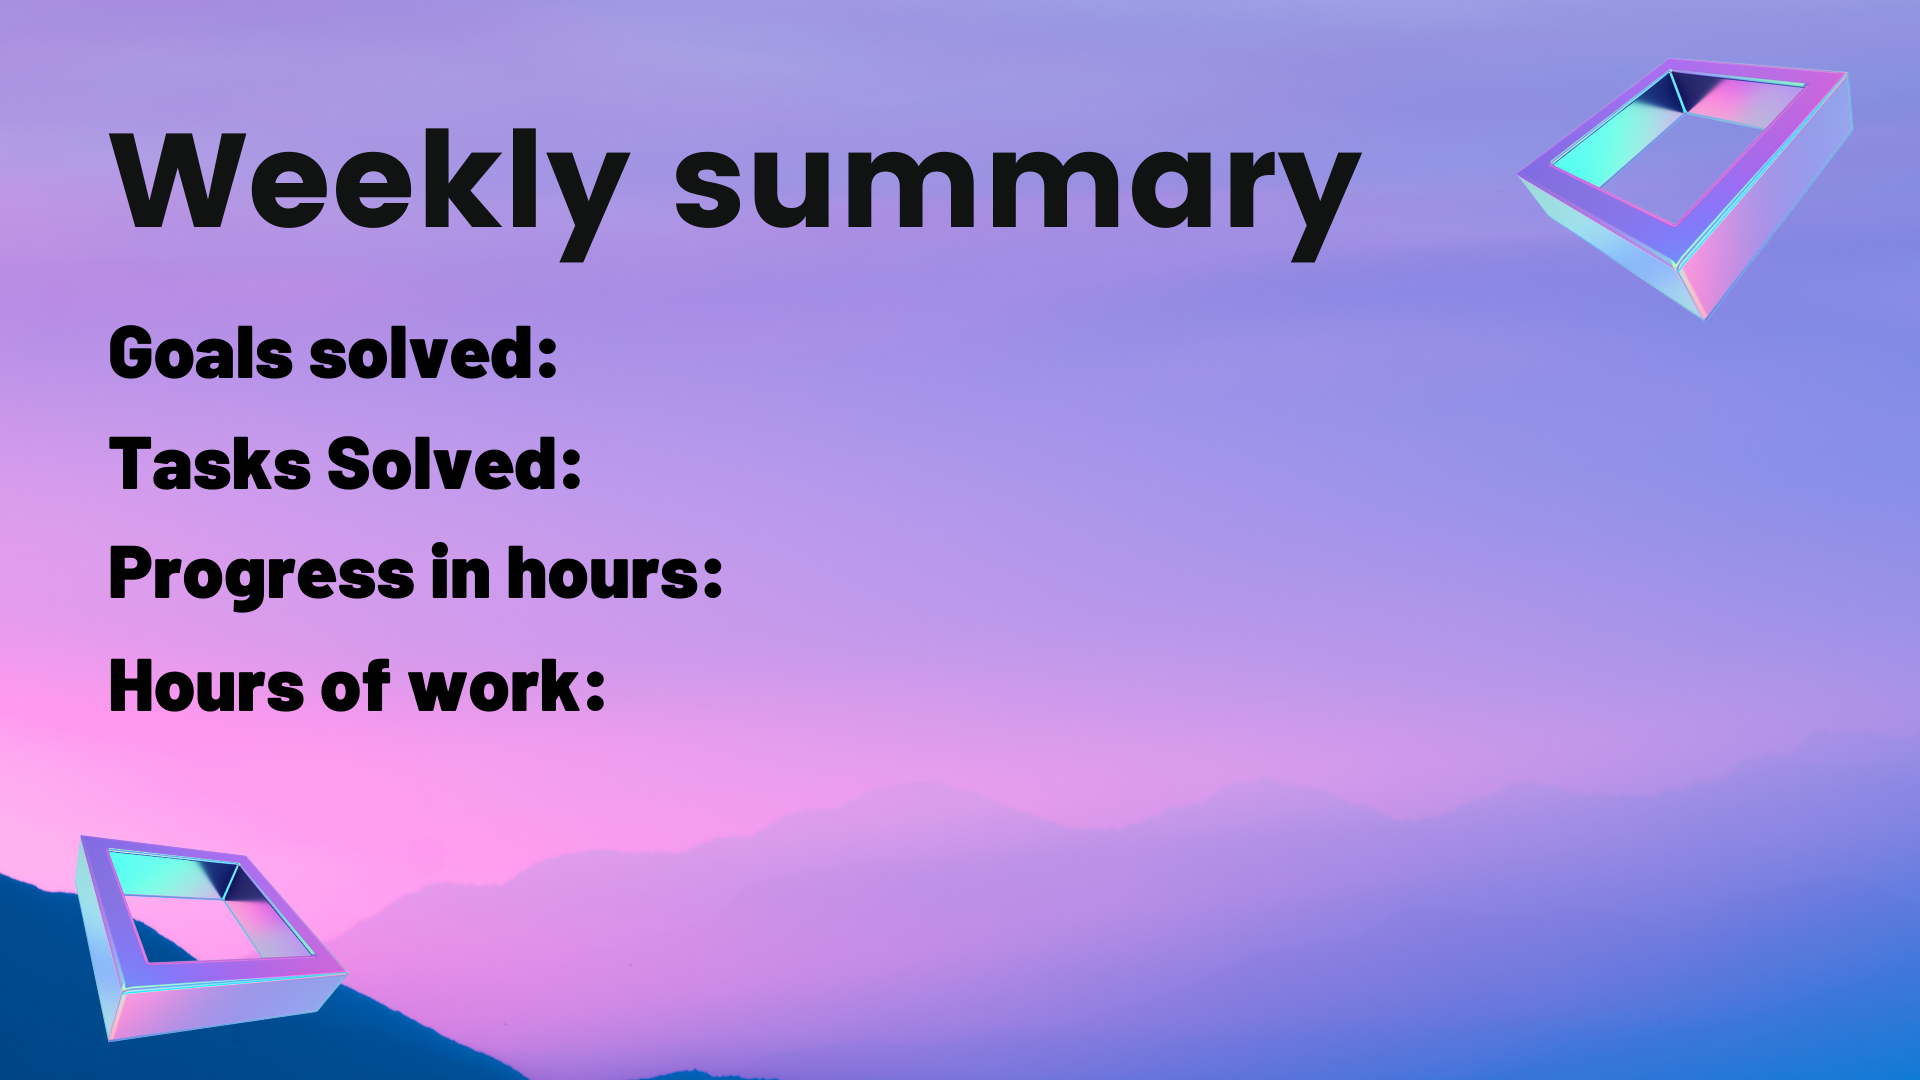 Weekly summary
Goals solved:
Tasks Solved:
Progress in hours:
Hours of work: